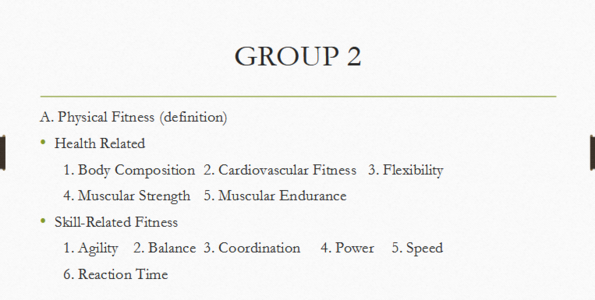 GROUP 2
A. Physical Fitness (definition)
• Health Related
1. Body Composition 2. Cardiovascular Fitness 3. Flexibility
4. Muscular Strength 5. Muscular Endurance
• Skill-Related Fitness
1. Agility 2. Balance 3. Coordination 4. Power 5. Speed
6. Reaction Time